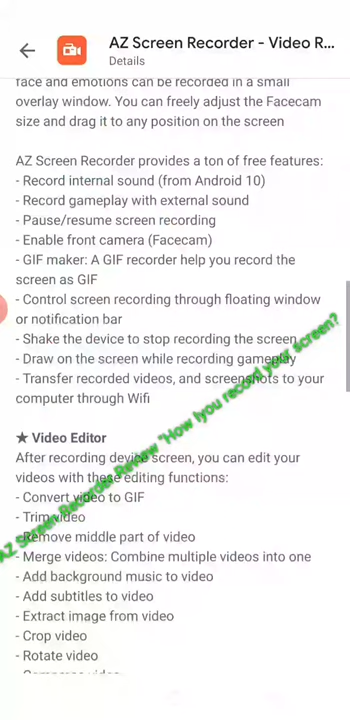 AZ Screen Recorder - Video R...
Details
face and emotions can be recorded in a small
overlay window. You can freely adjust the Facecam
size and drag it to any position on the screen
AZ Screen Recorder provides a ton of free features:
- Record internal sound (from Android 10)
- Record gameplay with external sound
- Pause/resume screen recording
- Enable front camera (Facecam)
- GIF maker: A GIF recorder help you record the
screen as GIF
- Control screen recording through floating window
or notification bar
- Shake the device to stop recording the screen
- Draw on the screen while recording gameplay
- Transfer recorded videos, and screenshots to your
computer through Wifi
★ Video Editor
After recording device screen, you can edit your
videos with these editing functions:
- Convert video to GIF
- Trim video
- Remove middle part of video
- Merge videos: Combine multiple videos into one
- Add background music to video
- Add subtitles to video
- Extract image from video
- Crop video
- Rotate video
AZ Screen Recorder Review "How Iyou record your screen?